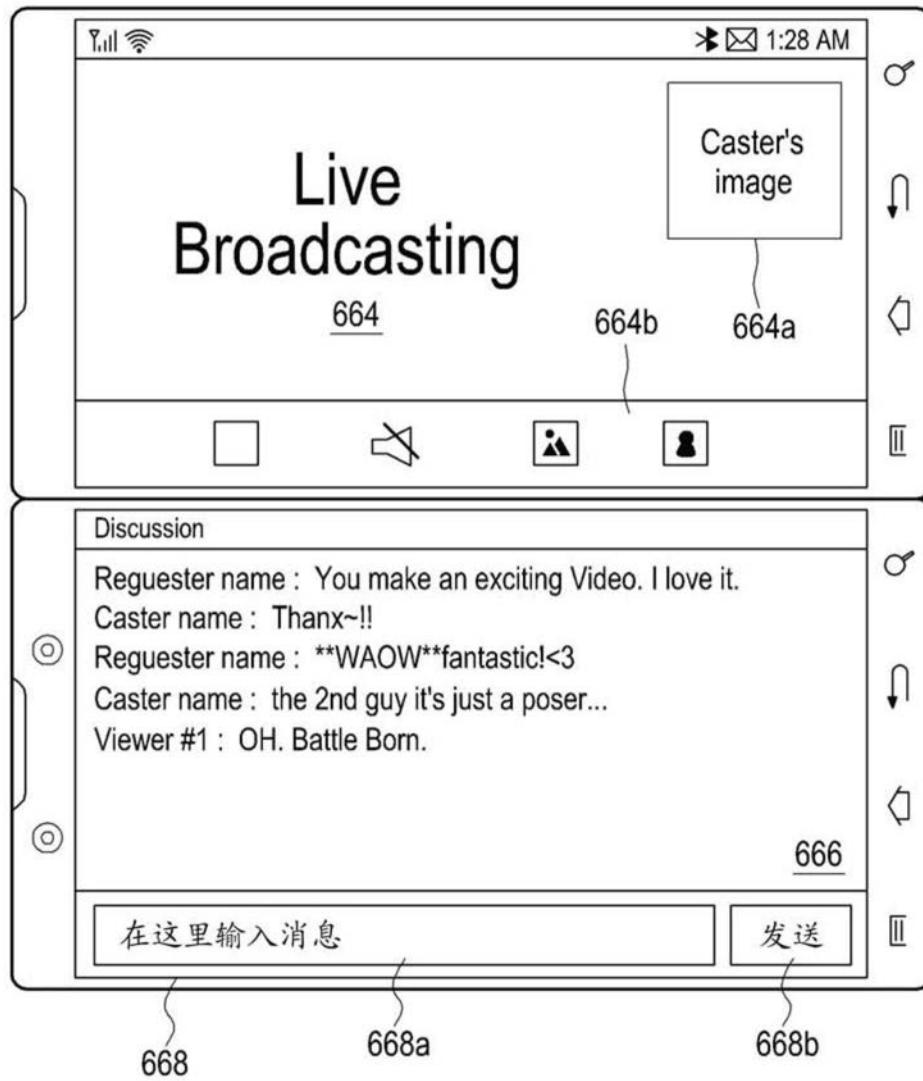 1:28 AM
Caster's
image
Live
Broadcasting
664
664b
664a
Discussion
Reguester name : You make an exciting Video. I love it.
Caster name : Thanx~!!
Reguester name : **WAOW**fantastic!<3
Caster name : the 2nd guy it's just a poser...
Viewer #1 : OH. Battle Born.
666
在这里输入消息
发送
668
668a
668b